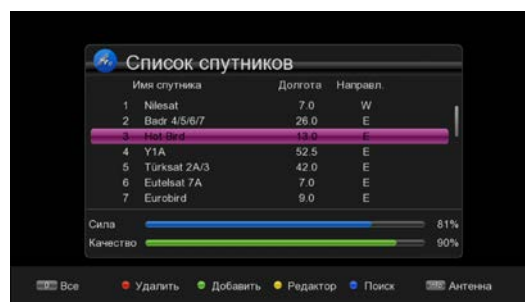 Список спутников
Имя спутника Долгота Направл.
1 Nilesat 7.0 W
2 Badr 4/5/6/7 26.0 E
3 Hot Bird 13.0 E
4 Y1A 52.5 E
5 Türksat 2A/3 42.0 E
6 Eutelsat 7A 7.0 E
7 Eurobird 9.0 E
Сила 81%
Качество 90%
Все Удалить Добавить Редактор Поиск Антенна